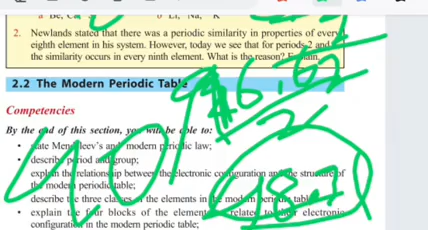 a Be, Ca, S b Li, Na, K
2. Newlands stated that there was a periodic similarity in properties of every
eighth element in his system. However, today we see that for periods 2 and
the similarity occurs in every ninth element. What is the reason? Explain.
2.2 The Modern Periodic Table
Competencies
By the end of this section, you will be able to:
• state Mendeleev's and modern periodic law;
• describe period and group;
explain the relationship between the electronic configuration and the structure of
the modern periodic table;
describe the three classes of the elements in the modern periodic table;
• explain the four blocks of the elements related to their electronic
configuration in the modern periodic table;